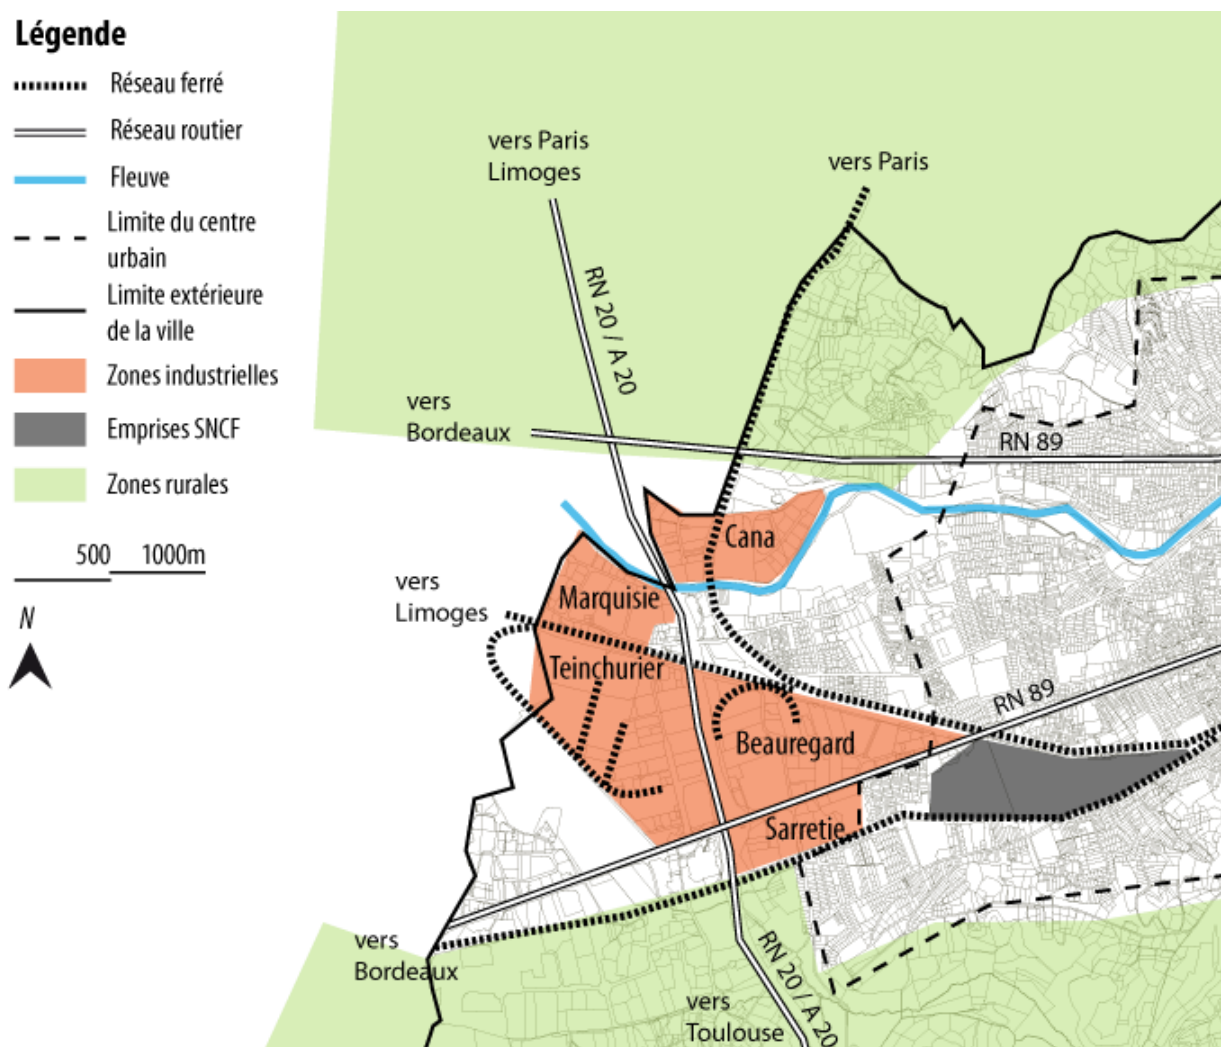 Légende
Réseau ferré
Réseau routier
Fleuve
Limite du centre
urbain
Limite extérieure
de la ville
Zones industrielles
Emprises SNCF
Zones rurales
500 1000m
N
vers Paris
Limoges
vers Paris
RN 20 / A 20
vers
Bordeaux
RN 89
Cana
vers
Limoges
Marquisie
Teinchurier
RN 89
Beauregard
Sarretie
vers
Bordeaux
RN 20 / A 20
vers
Toulouse